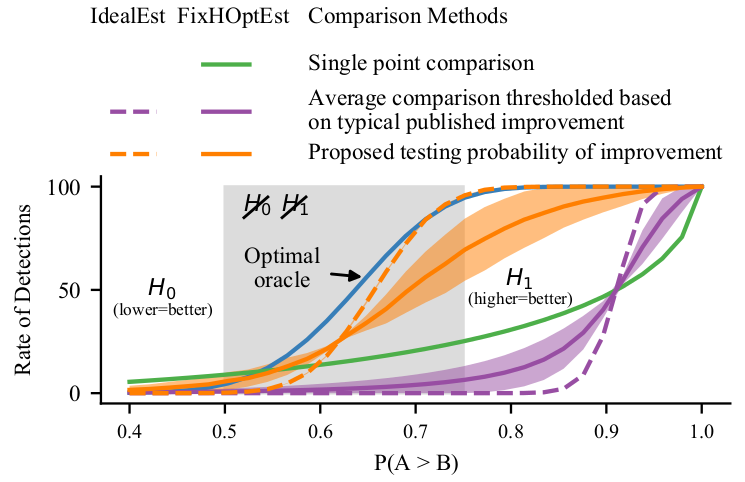 IdealEst FixHOptEst Comparison Methods
Single point comparison
Average comparison thresholded based
on typical published improvement
Proposed testing probability of improvement
100
50
0
Rate of Detections
H0 H1
Optimal
oracle
H0
(lower=better)
H1
(higher=better)
0.4 0.5 0.6 0.7 0.8 0.9 1.0
P(A > B)